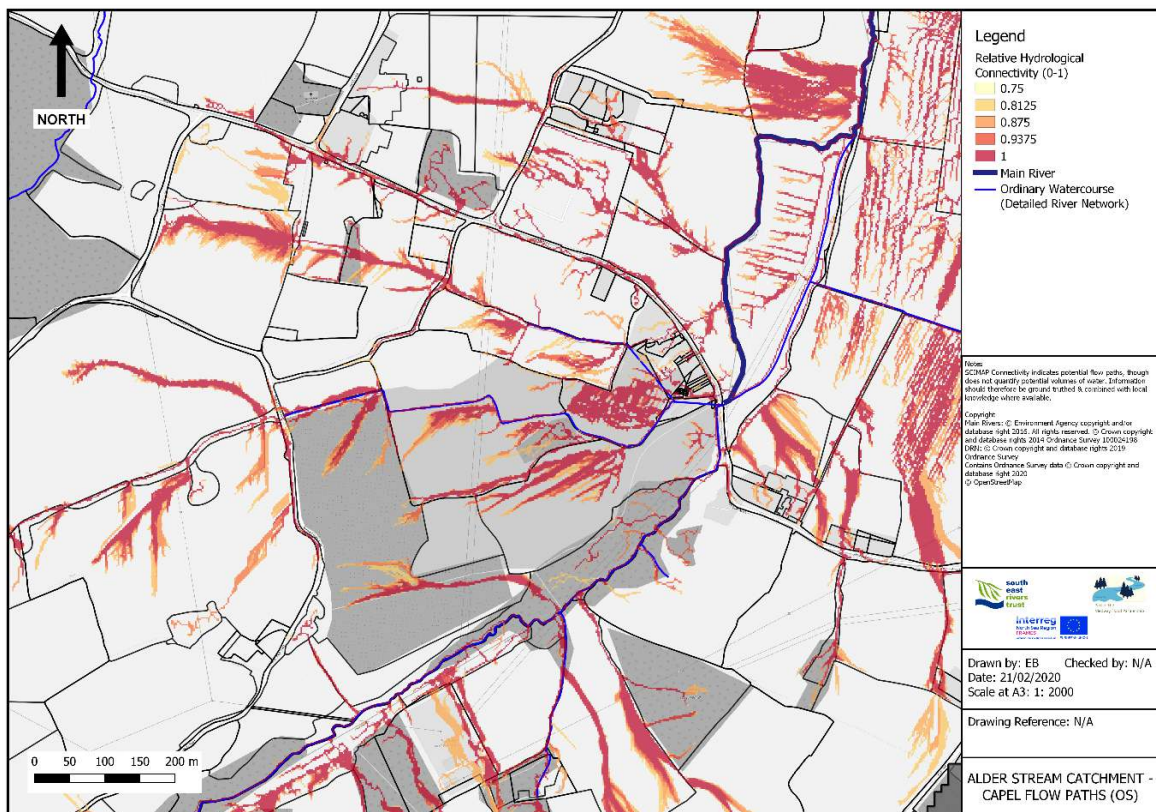 NORTH
0 50 100 150 200 m
Legend
Relative Hydrological
Connectivity (0-1)
0.75
0.8125
0.875
0.9375
1
Main River
Ordinary Watercourse
(Detailed River Network)
Notes
SCIMAP Connectivity indicates potential flow paths, though
does not quantify potential volumes of water. Information
should therefore be ground truthed & combined with local
knowledge where available.
Copyright
Main Rivers: © Environment Agency copyright and/or
database right 2016. All rights reserved. © Crown copyright
and database rights 2014 Ordnance Survey 100024198
DRN: © Crown copyright and database rights 2019
Ordnance Survey
Contains Ordnance Survey data © Crown copyright and
database right 2020
© OpenStreetMap
south
east
rivers
trust
Interreg
North Sea Region
Drawn by: EB Checked by: N/A
Date: 21/02/2020
Scale at A3: 1: 2000
Drawing Reference: N/A
ALDER STREAM CATCHMENT -
CAPEL FLOW PATHS (OS)